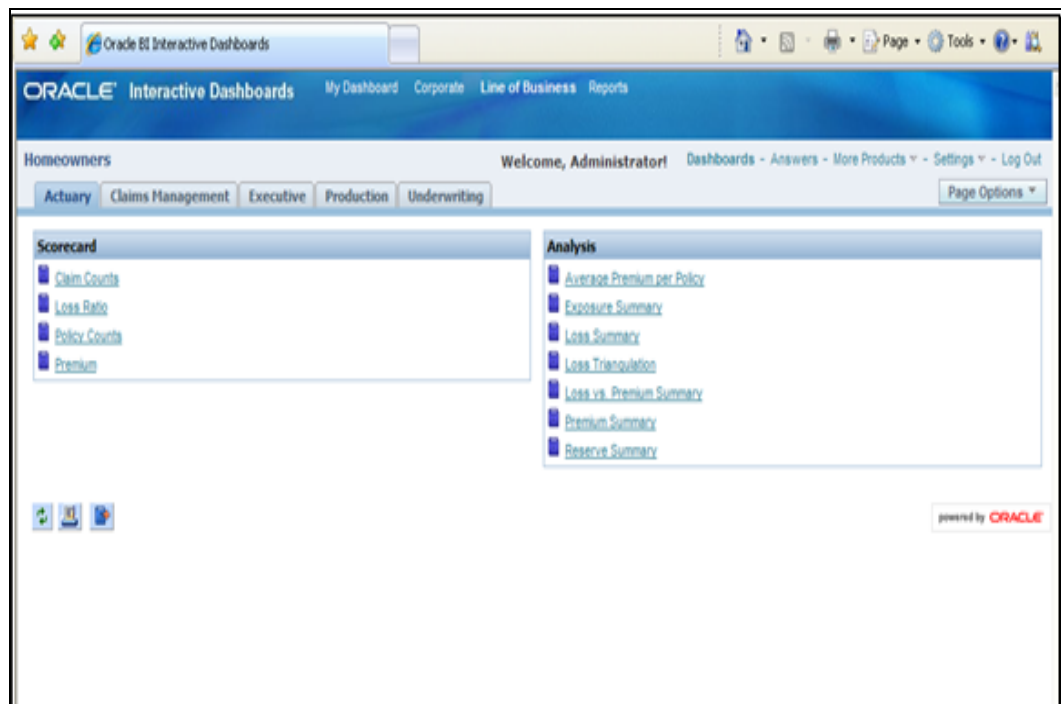 Oracle BI Interactive Dashboards
Page
Tools
ORACLE Interactive Dashboards My Dashboard Corporate Line of Business Reports
Homeowners
Welcome, Administrator! Dashboards - Answers - More Products - Settings - Log Out
Actuary Claims Management Executive Production Underwriting
Page Options
Scorecard
Claim Counts
Loss Ratio
Policy Counts
Premium
Analysis
Average Premium per Policy
Exposure Summary
Loss Summary
Loss Triangulation
Loss vs. Premium Summary
Premium Summary
Reserve Summary
powered by ORACLE